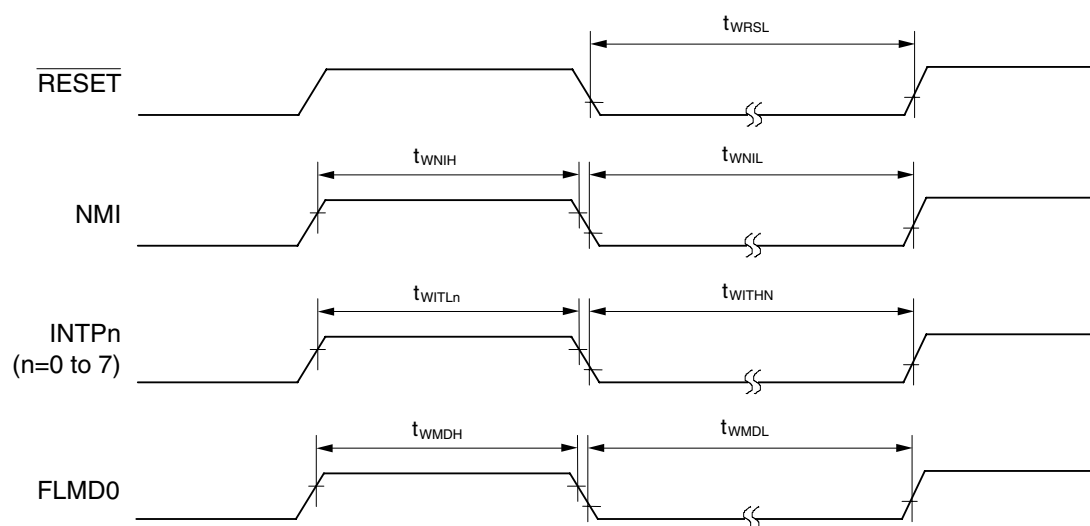 tWRSL
RESET
tWNIH tWNIL
NMI
tWITLn tWITHN
INTPn
(n=0 to 7)
tWMDH tWMDL
FLMD0